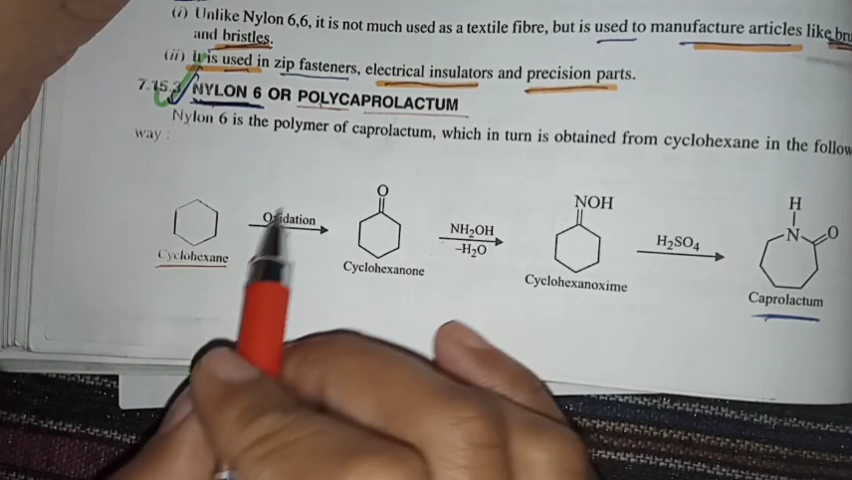 (i) Unlike Nylon 6,6, it is not much used as a textile fibre, but is used to manufacture articles like bru
and bristles.
(ii) It is used in zip fasteners, electrical insulators and precision parts.
7.15.3 NYLON 6 OR POLYCAPROLACTUM
Nylon 6 is the polymer of caprolactum, which in turn is obtained from cyclohexane in the follow
way :
O NOH H
Oxidation NH₂OH H₂SO₄ N O
–H₂O
Cyclohexane Cyclohexanone Cyclohexanoxime Caprolactum